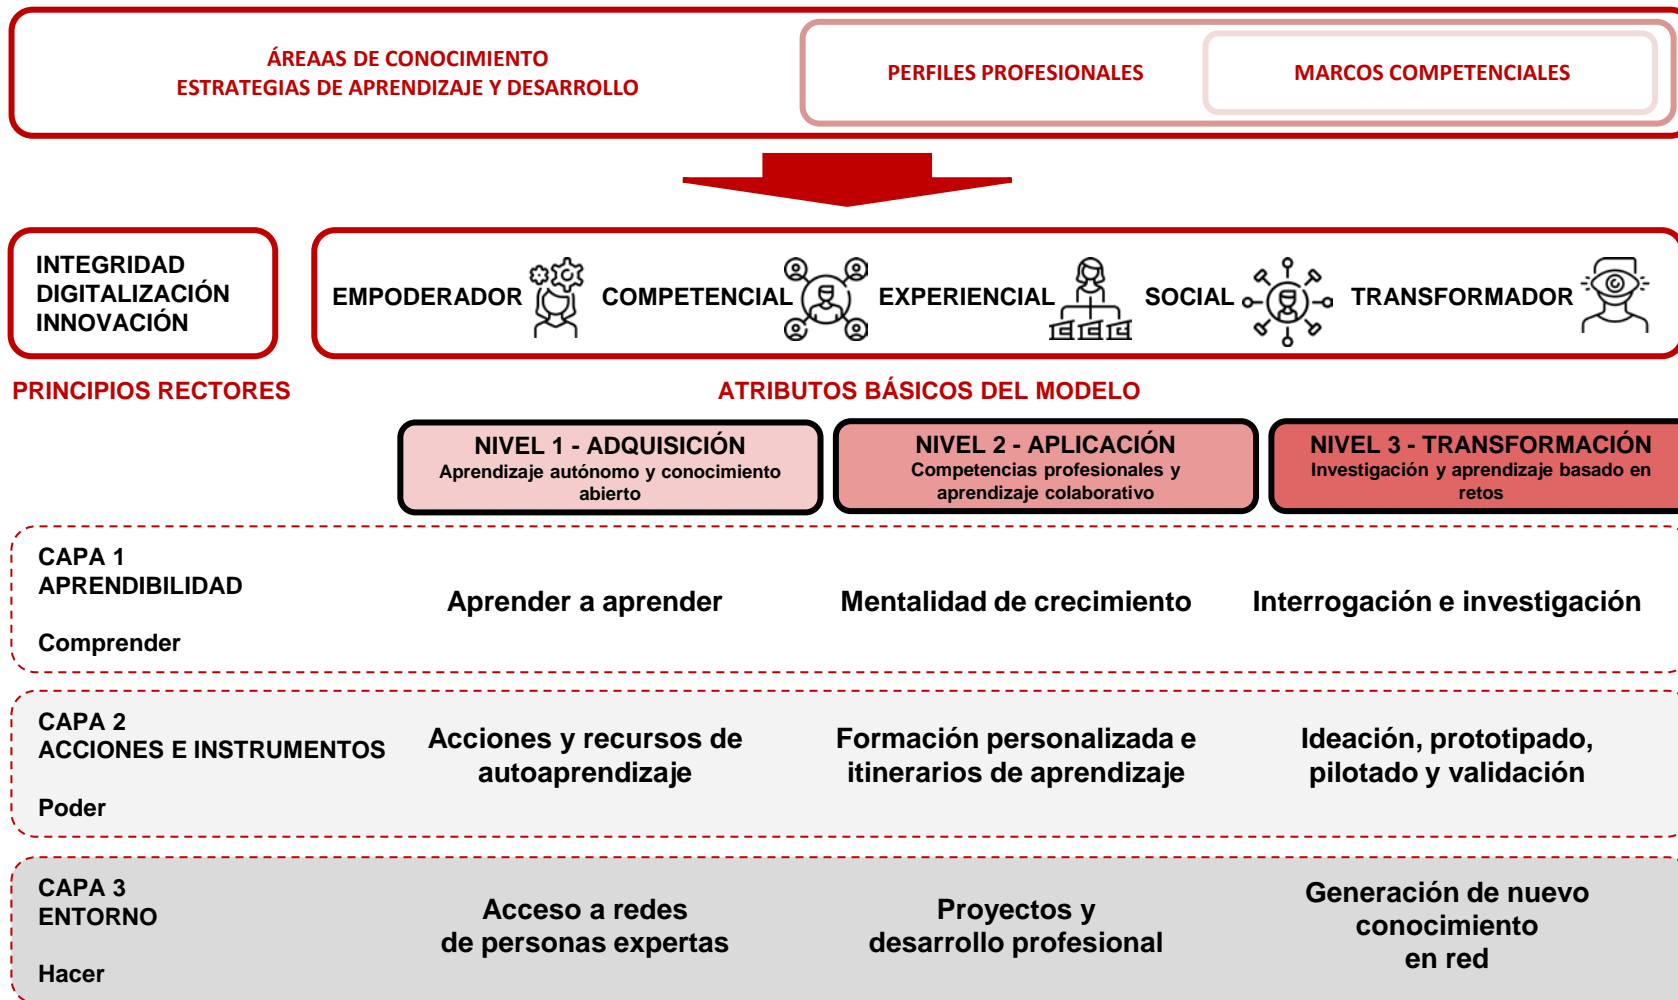 ÁREAAS DE CONOCIMIENTO
ESTRATEGIAS DE APRENDIZAJE Y DESARROLLO
PERFILES PROFESIONALES
MARCOS COMPETENCIALES
INTEGRIDAD
DIGITALIZACIÓN
INNOVACIÓN
EMPODERADOR
COMPETENCIAL
EXPERIENCIAL
SOCIAL
TRANSFORMADOR
PRINCIPIOS RECTORES
ATRIBUTOS BÁSICOS DEL MODELO
NIVEL 1 - ADQUISICIÓN
Aprendizaje autónomo y conocimiento
abierto
NIVEL 2 - APLICACIÓN
Competencias profesionales y
aprendizaje colaborativo
NIVEL 3 - TRANSFORMACIÓN
Investigación y aprendizaje basado en
retos
CAPA 1
APRENDIBILIDAD
Comprender
Aprender a aprender
Mentalidad de crecimiento
Interrogación e investigación
CAPA 2
ACCIONES E INSTRUMENTOS
Poder
Acciones y recursos de
autoaprendizaje
Formación personalizada e
itinerarios de aprendizaje
Ideación, prototipado,
pilotado y validación
CAPA 3
ENTORNO
Hacer
Acceso a redes
de personas expertas
Proyectos y
desarrollo profesional
Generación de nuevo
conocimiento
en red